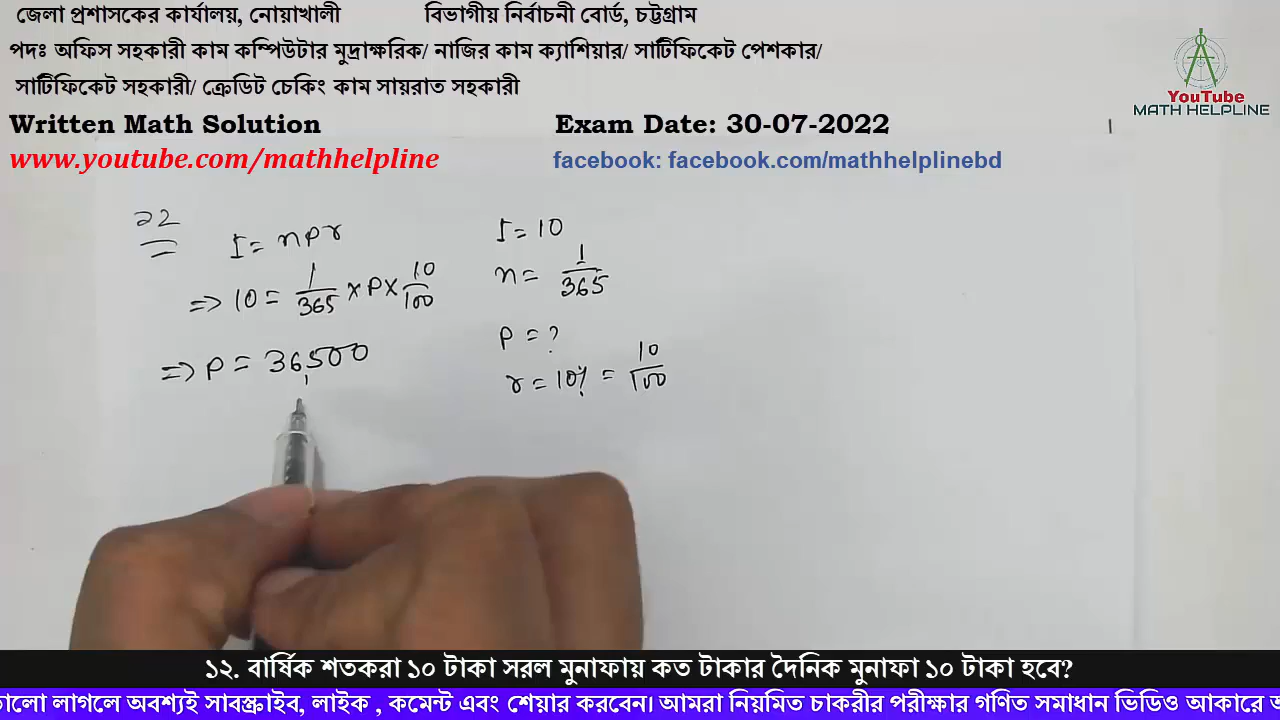 জেলা প্রশাসকের কার্যালয়, নোয়াখালী বিভাগীয় নির্বাচনী বোর্ড, চট্টগ্রাম
পদঃ অফিস সহকারী কাম কম্পিউটার মুদ্রাক্ষরিক/ নাজির কাম ক্যাশিয়ার/ সার্টিফিকেট পেশকার/
সার্টিফিকেট সহকারী/ ক্রেডিট চেকিং কাম সায়রাত সহকারী
YouTube
MATH HELPLINE
Written Math Solution Exam Date: 30-07-2022
www.youtube.com/mathhelpline facebook: facebook.com/mathhelplinebd
১২
I = npr
⇒ 10 = 1/365 × P × 10/100
⇒ P = 36,500
I = 10
n = 1/365
P = ?
r = 10% = 10/100
১২. বার্ষিক শতকরা ১০ টাকা সরল মুনাফায় কত টাকার দৈনিক মুনাফা ১০ টাকা হবে?
লাগলে অবশ্যই সাবস্ক্রাইব, লাইক , কমেন্ট এবং শেয়ার করবেন। আমরা নিয়মিত চাকরীর পরীক্ষার গণিত সমাধান ভিডিও আকারে